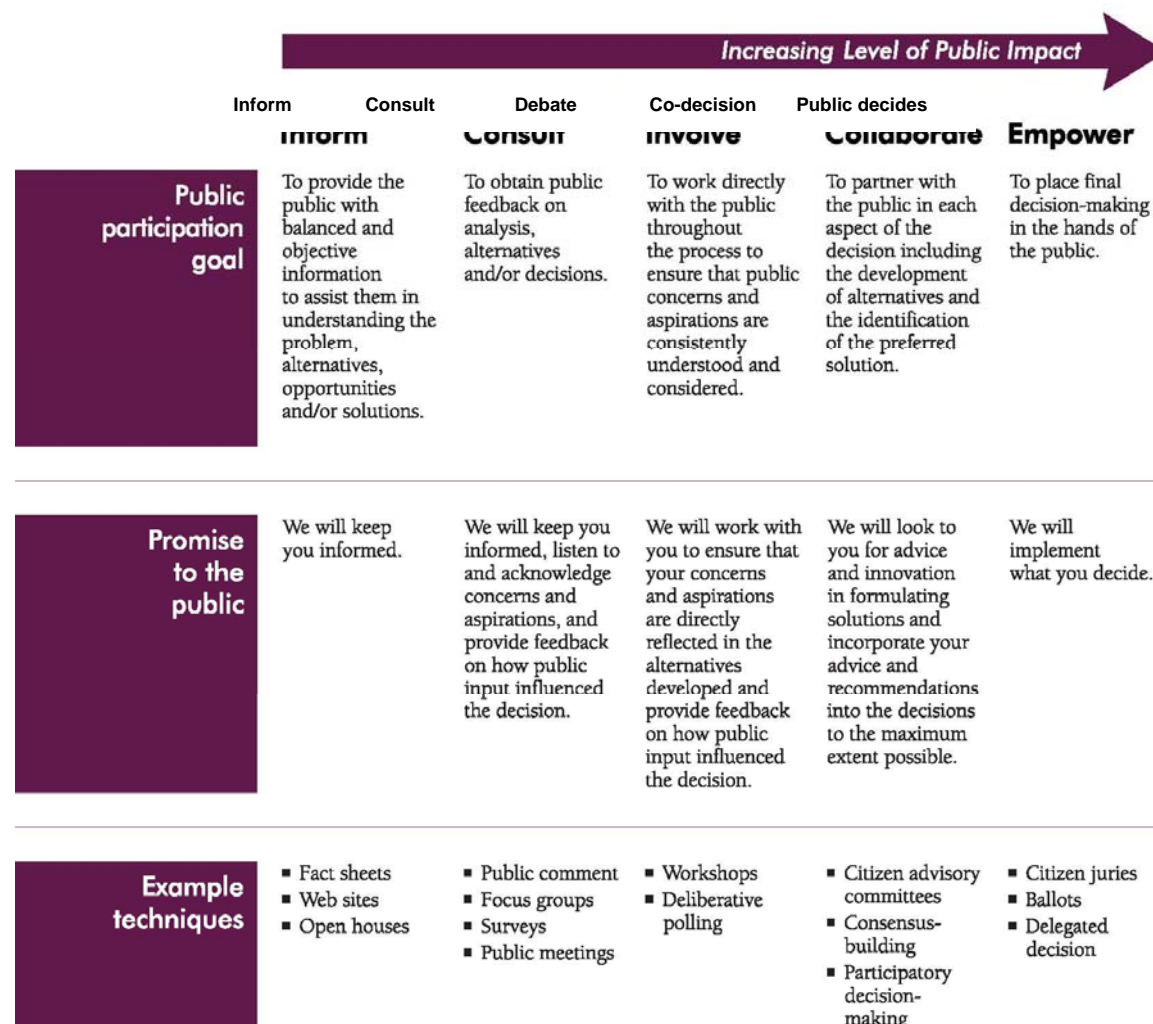 Increasing Level of Public Impact
Inform Consult Debate Co-decision Public decides
Inform Consult Involve Collaborate Empower
Public
participation
goal
To provide the
public with
balanced and
objective
information
to assist them in
understanding the
problem,
alternatives,
opportunities
and/or solutions.
To obtain public
feedback on
analysis,
alternatives
and/or decisions.
To work directly
with the public
throughout
the process to
ensure that public
concerns and
aspirations are
consistently
understood and
considered.
To partner with
the public in each
aspect of the
decision including
the development
of alternatives and
the identification
of the preferred
solution.
To place final
decision-making
in the hands of
the public.
Promise
to the
public
We will keep
you informed.
We will keep you
informed, listen to
and acknowledge
concerns and
aspirations, and
provide feedback
on how public
input influenced
the decision.
We will work with
you to ensure that
your concerns
and aspirations
are directly
reflected in the
alternatives
developed and
provide feedback
on how public
input influenced
the decision.
We will look to
you for advice
and innovation
in formulating
solutions and
incorporate your
advice and
recommendations
into the decisions
to the maximum
extent possible.
We will
implement
what you decide.
Example
techniques
▪ Fact sheets
▪ Web sites
▪ Open houses
▪ Public comment
▪ Focus groups
▪ Surveys
▪ Public meetings
▪ Workshops
▪ Deliberative
polling
▪ Citizen advisory
committees
▪ Consensus-
building
▪ Participatory
decision-
making
▪ Citizen juries
▪ Ballots
▪ Delegated
decision